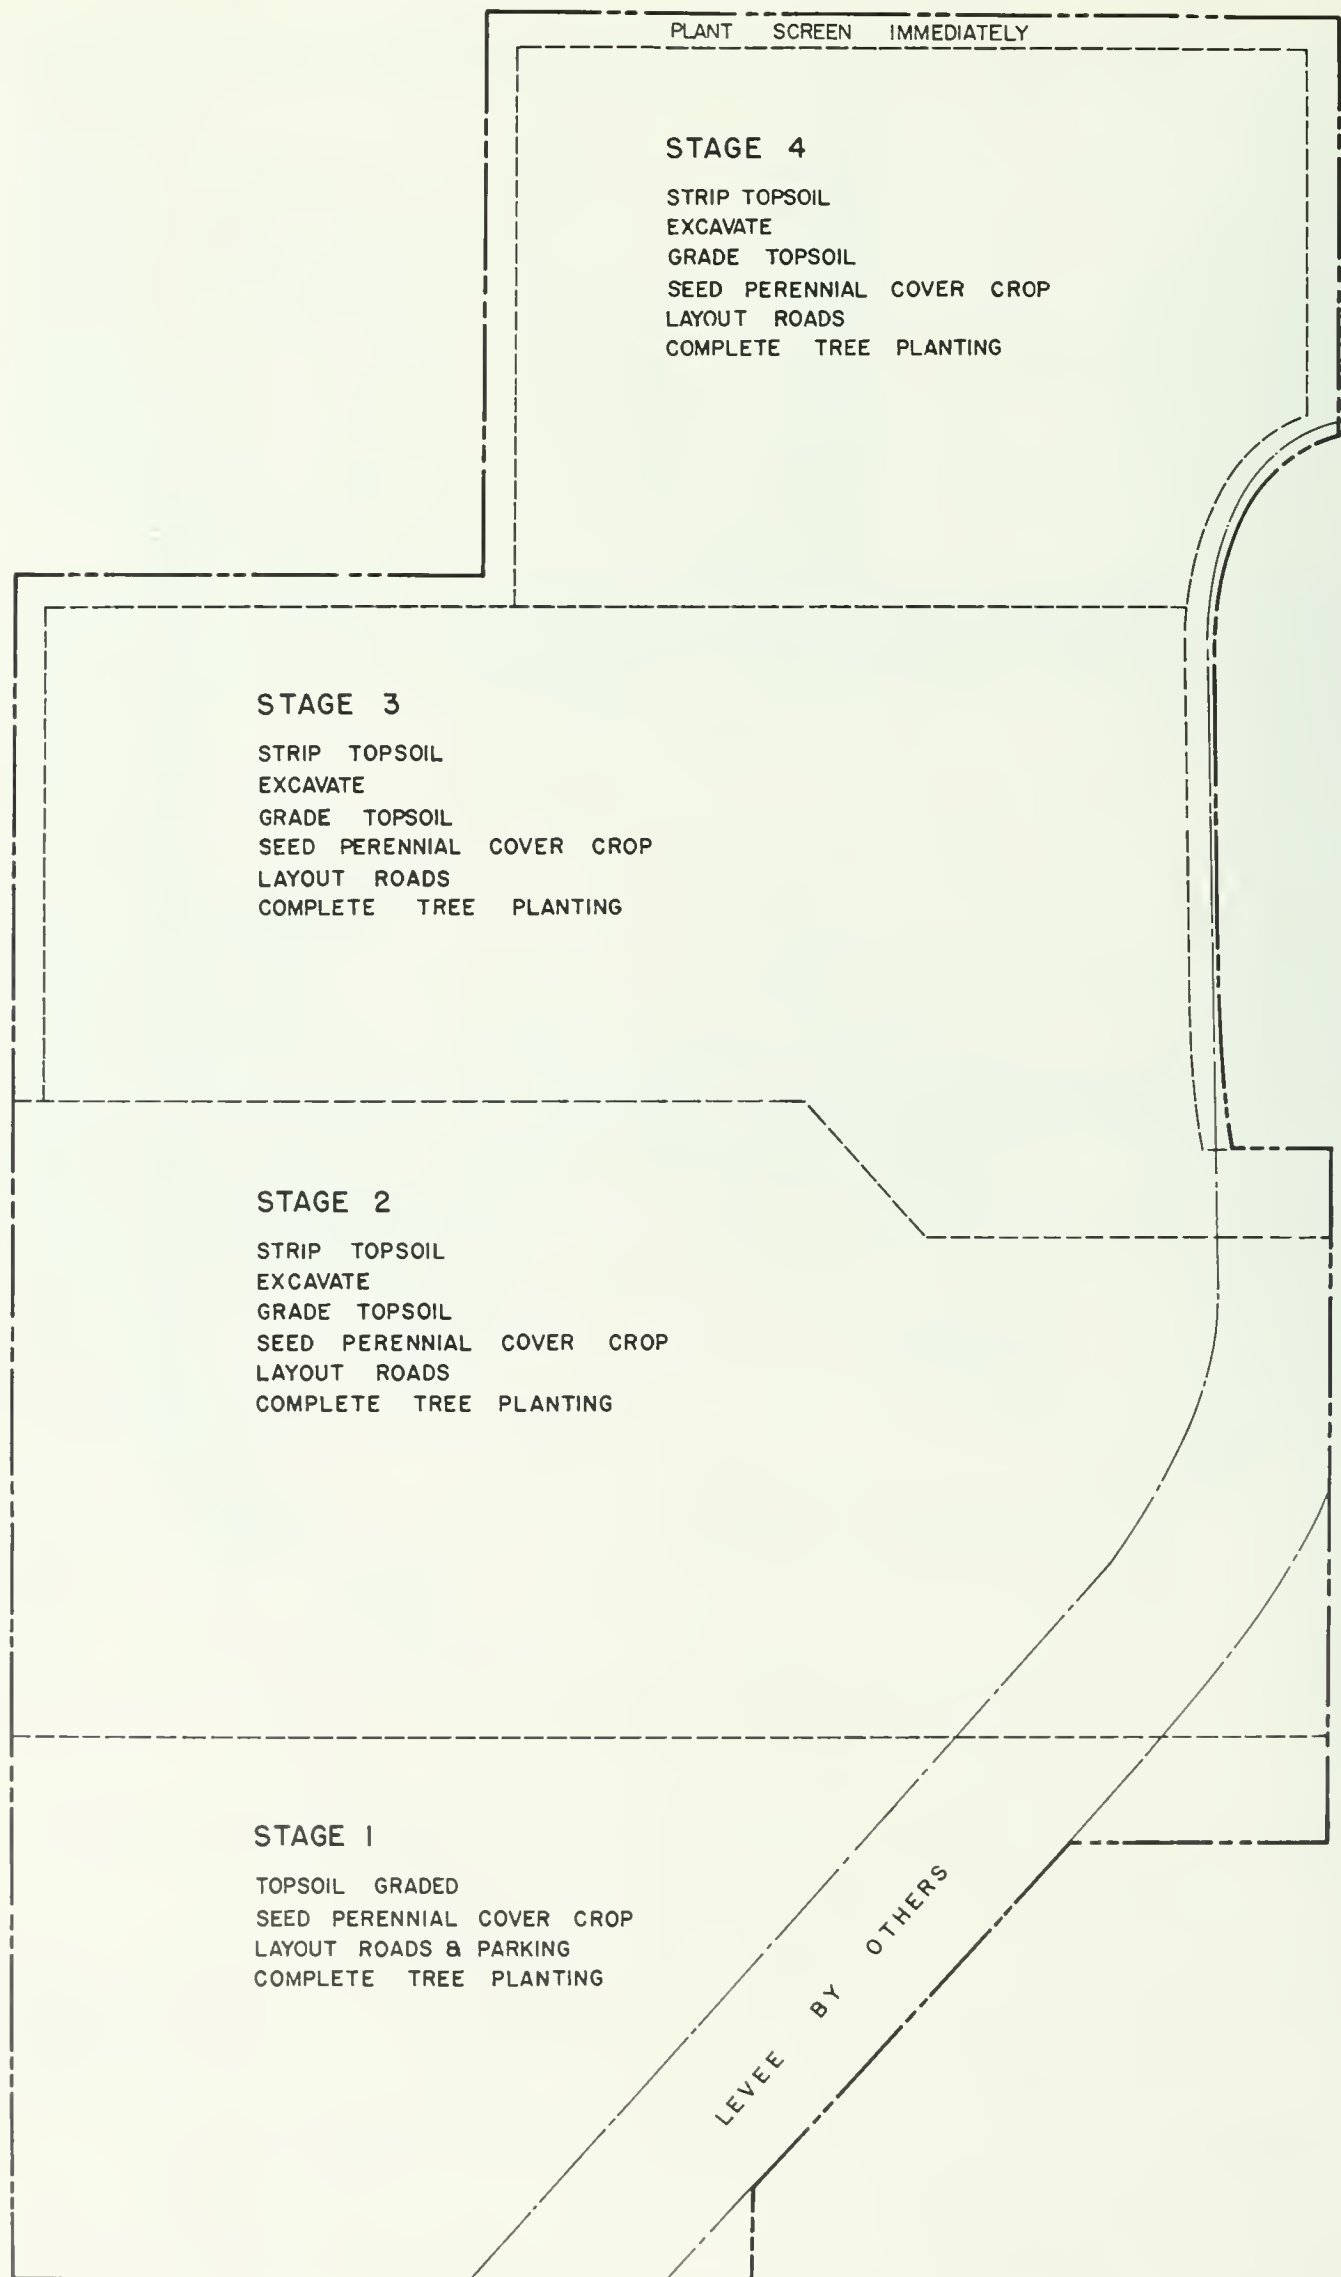 PLANT SCREEN IMMEDIATELY
STAGE 4
STRIP TOPSOIL
EXCAVATE
GRADE TOPSOIL
SEED PERENNIAL COVER CROP
LAYOUT ROADS
COMPLETE TREE PLANTING
STAGE 3
STRIP TOPSOIL
EXCAVATE
GRADE TOPSOIL
SEED PERENNIAL COVER CROP
LAYOUT ROADS
COMPLETE TREE PLANTING
STAGE 2
STRIP TOPSOIL
EXCAVATE
GRADE TOPSOIL
SEED PERENNIAL COVER CROP
LAYOUT ROADS
COMPLETE TREE PLANTING
STAGE 1
TOPSOIL GRADED
SEED PERENNIAL COVER CROP
LAYOUT ROADS & PARKING
COMPLETE TREE PLANTING
LEVEE BY OTHERS